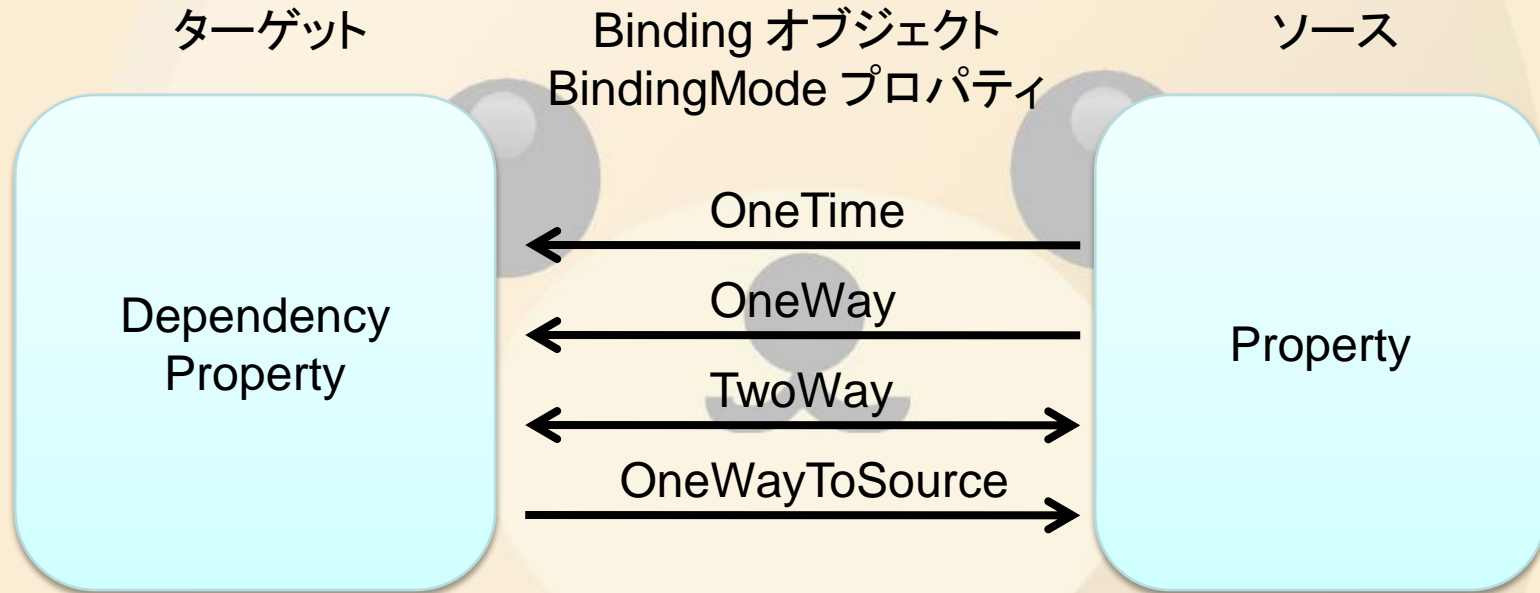 ターゲット
Binding オブジェクト
BindingMode プロパティ
ソース
Dependency
Property
OneTime
OneWay
TwoWay
OneWayToSource
Property